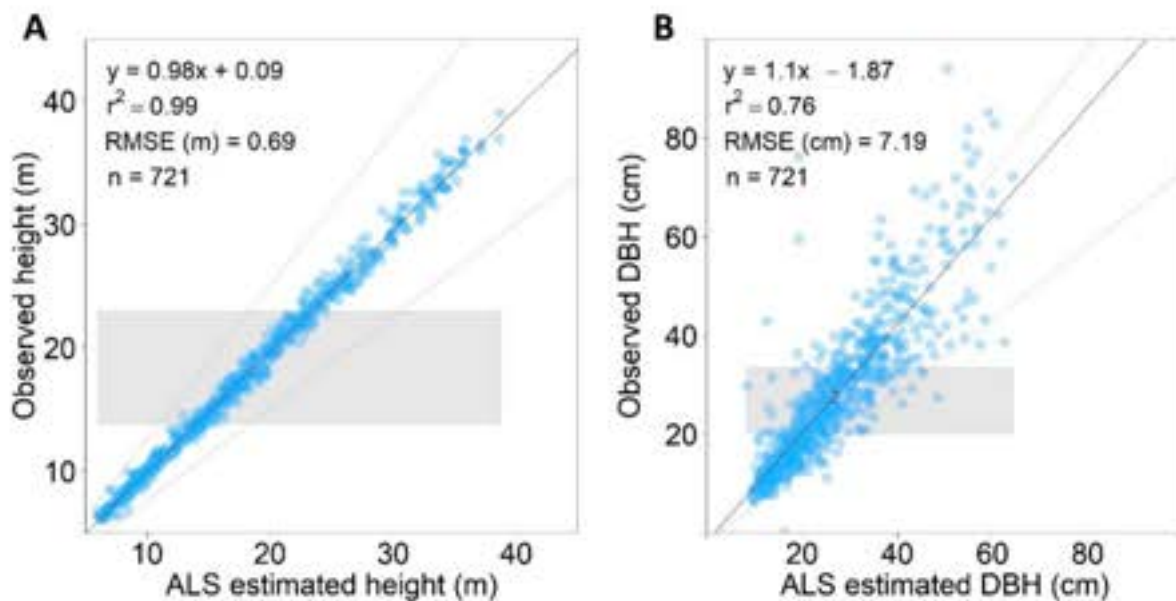 A
y = 0.98x + 0.09
r² = 0.99
RMSE (m) = 0.69
n = 721
Observed height (m)
40
30
20
10
10 20 30 40
ALS estimated height (m)
B
y = 1.1x − 1.87
r² = 0.76
RMSE (cm) = 7.19
n = 721
Observed DBH (cm)
80
60
40
20
20 40 60 80
ALS estimated DBH (cm)